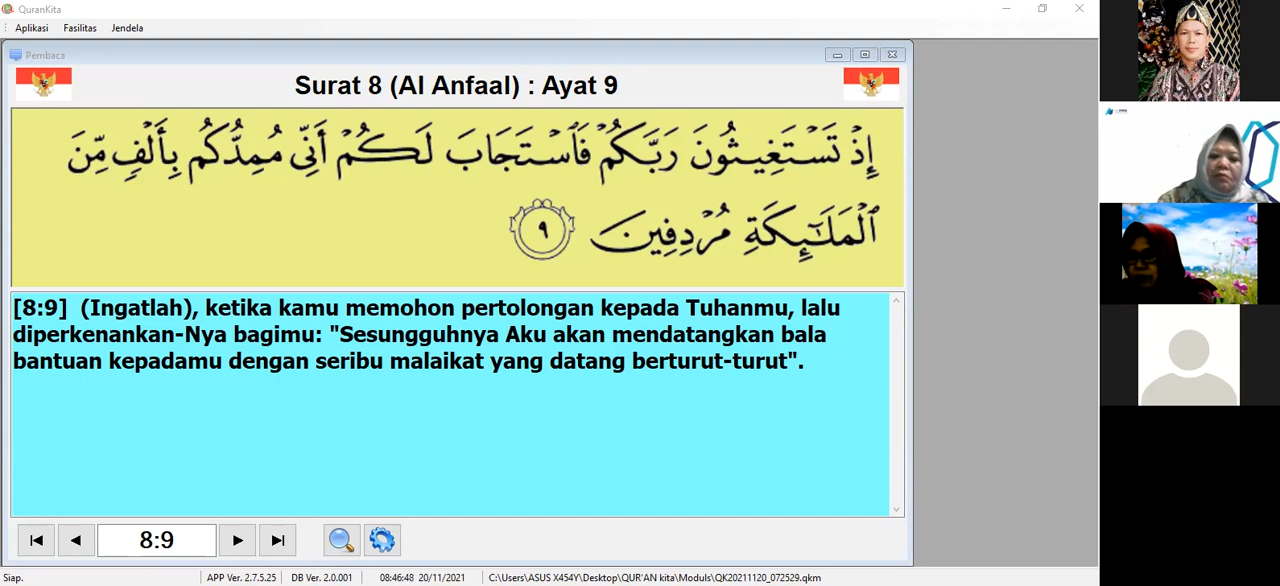 QuranKita
Aplikasi Fasilitas Jendela
Pembaca
Surat 8 (Al Anfaal) : Ayat 9
إِذْ تَسْتَغِيثُونَ رَبَّكُمْ فَٱسْتَجَابَ لَكُمْ أَنِّى مُمِدُّكُم بِأَلْفٍ مِّنَ
ٱلْمَلَـٰٓئِكَةِ مُرْدِفِينَ ٩
[8:9] (Ingatlah), ketika kamu memohon pertolongan kepada Tuhanmu, lalu
diperkenankan-Nya bagimu: "Sesungguhnya Aku akan mendatangkan bala
bantuan kepadamu dengan seribu malaikat yang datang berturut-turut".
8:9
Siap. APP Ver. 2.7.5.25 DB Ver. 2.0.001 08:46:48 20/11/2021 C:\Users\ASUS X454Y\Desktop\QUR'AN kita\Moduls\QK20211120_072529.qkm